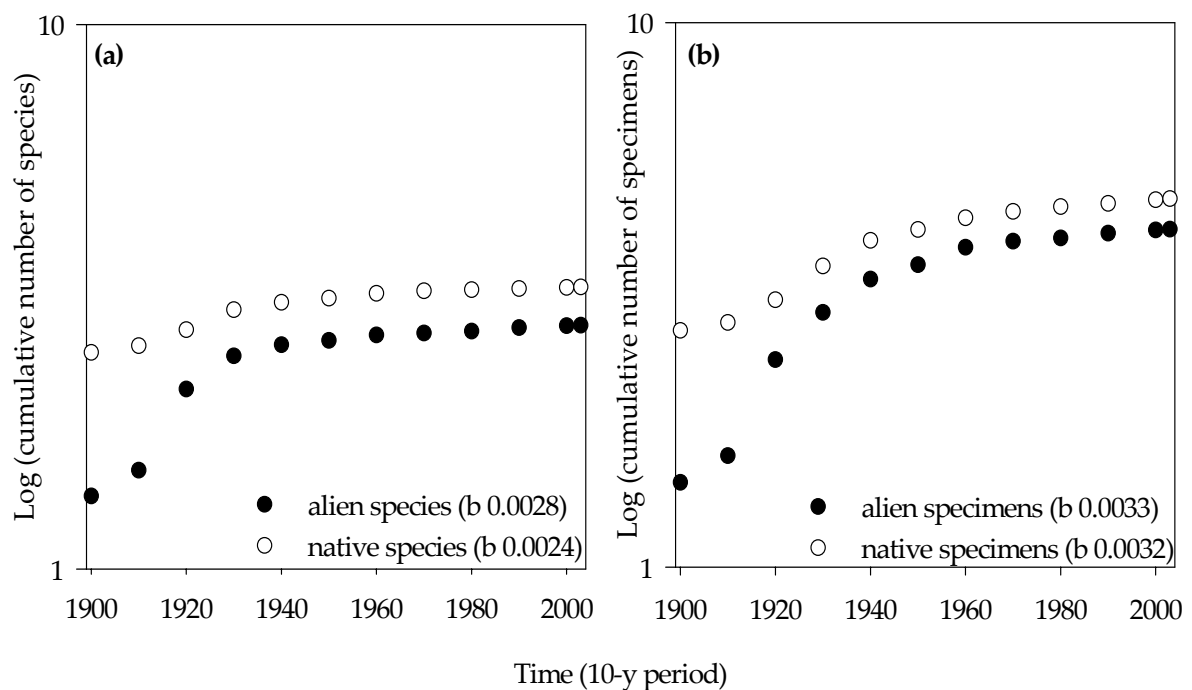 10
(a)
Log (cumulative number of species)
alien species (b 0.0028)
native species (b 0.0024)
1
1900 1920 1940 1960 1980 2000
10
(b)
Log (cumulative number of specimens)
alien specimens (b 0.0033)
native specimens (b 0.0032)
1
1900 1920 1940 1960 1980 2000
Time (10-y period)